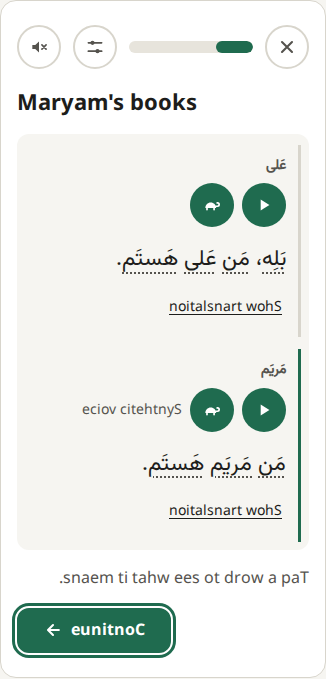 Maryam's books
عَلی
بَلِه، مَن عَلی هَستَم.
noitalsnart wohS
مَریَم
eciov citehtnyS
مَنِ مَریَم هَستَم.
noitalsnart wohS
.snaem ti tahw ees ot drow a paT
← eunitnoC